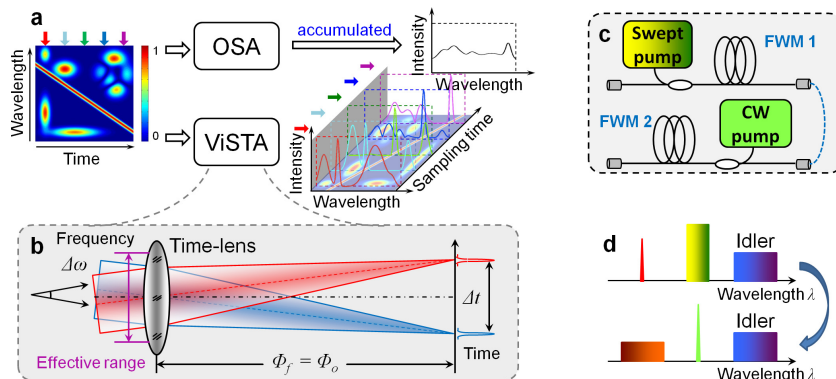 a
Wavelength
Time
1
0
OSA
accumulated
Intensity
Wavelength
ViSTA
Intensity
Wavelength
Sampling time
b
Frequency
Time-lens
Δω
Δt
Effective range
Φf = Φo
Time
c
Swept
pump
FWM 1
FWM 2
CW
pump
d
Idler
Wavelength λ
Idler
Wavelength λ